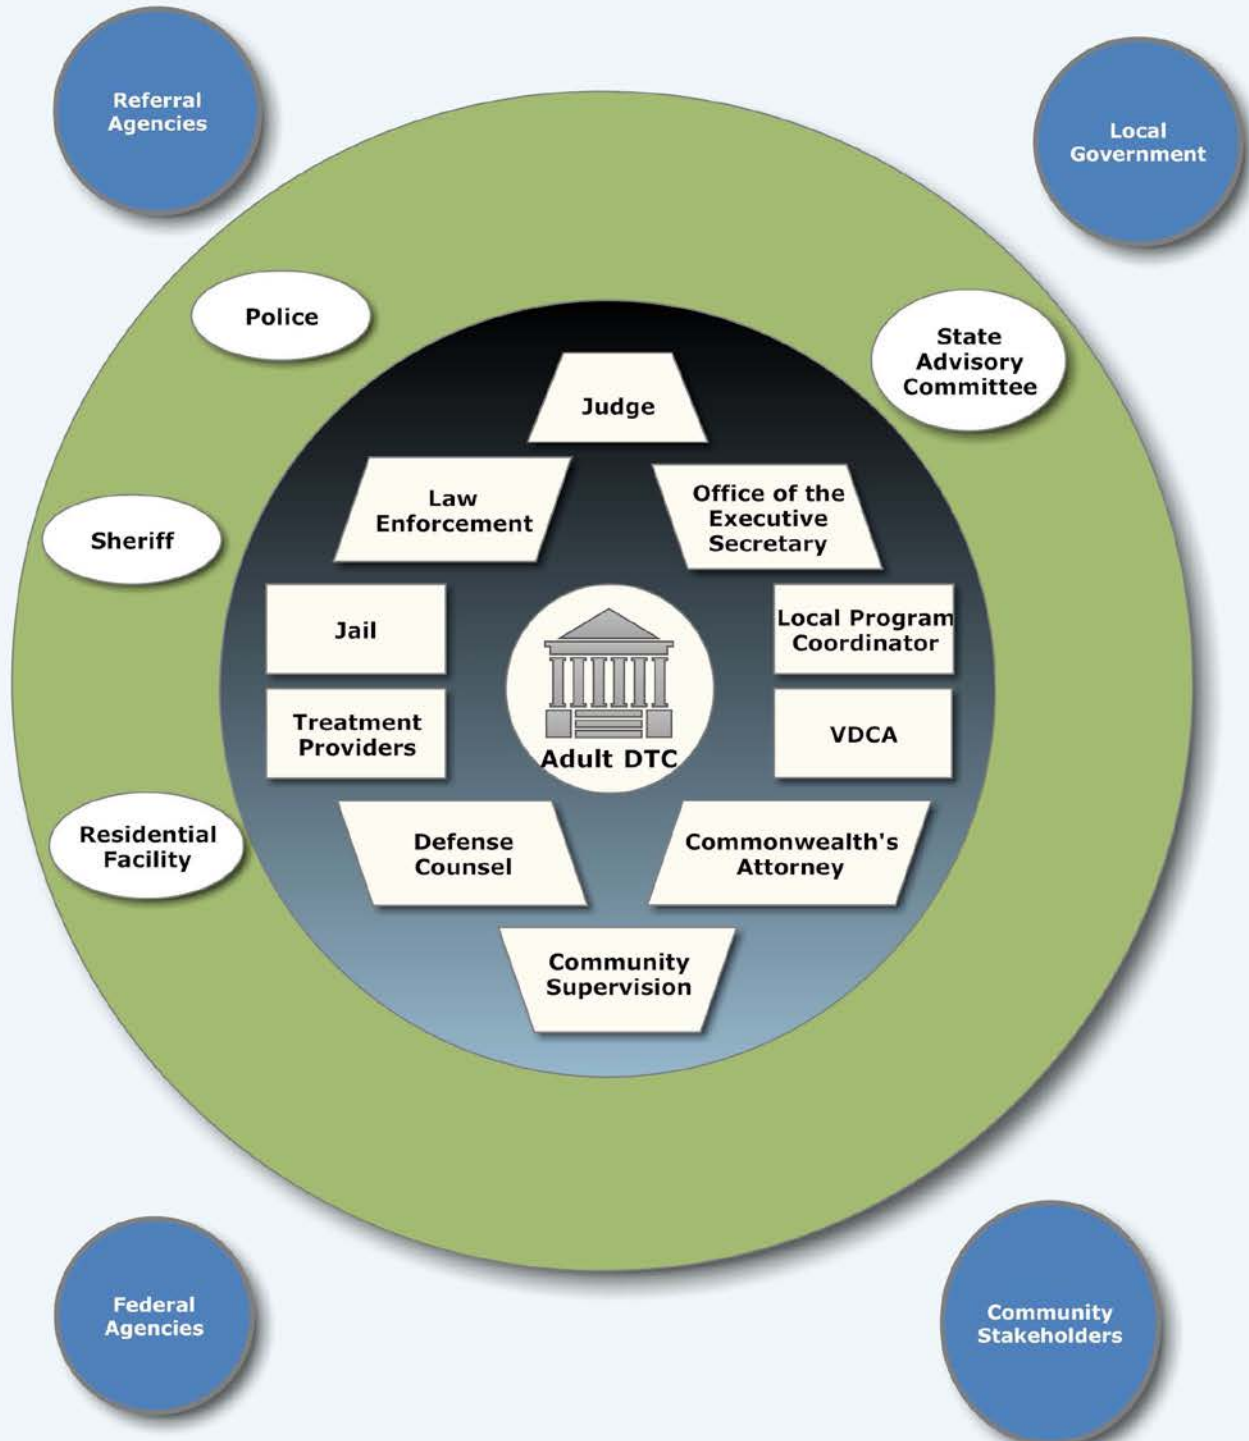 Referral
Agencies
Local
Government
Police
State
Advisory
Committee
Judge
Law
Enforcement
Office of the
Executive
Secretary
Sheriff
Jail
Local Program
Coordinator
Treatment
Providers
VDCA
Adult DTC
Residential
Facility
Defense
Counsel
Commonwealth's
Attorney
Community
Supervision
Federal
Agencies
Community
Stakeholders